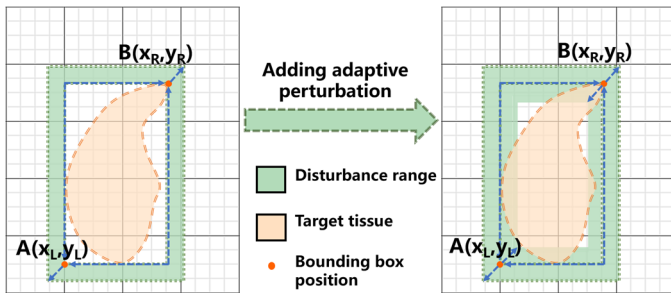 B(xR,yR)
A(xL,yL)
Adding adaptive
perturbation
Disturbance range
Target tissue
Bounding box
position
B(xR,yR)
A(xL,yL)